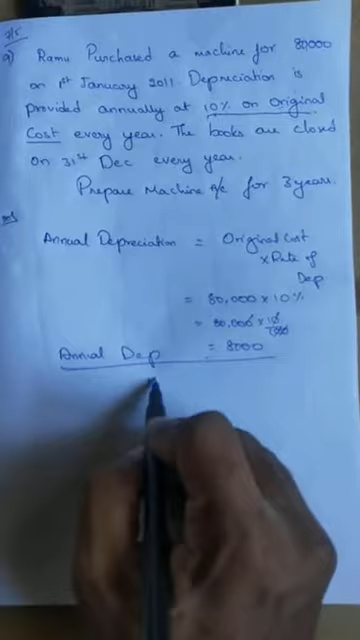 a) Ramu Purchased a machine for 80000
on 1st January 2011. Depreciation is
provided annually at 10% on Original
Cost every year. The books are closed
on 31st Dec every year.
Prepare Machine a/c for 3 years.
Annual Depreciation = Original Cost
x Rate of
Dep
= 80,000 x 10%
= 80,000 x 10/100
Annual Dep = 8000